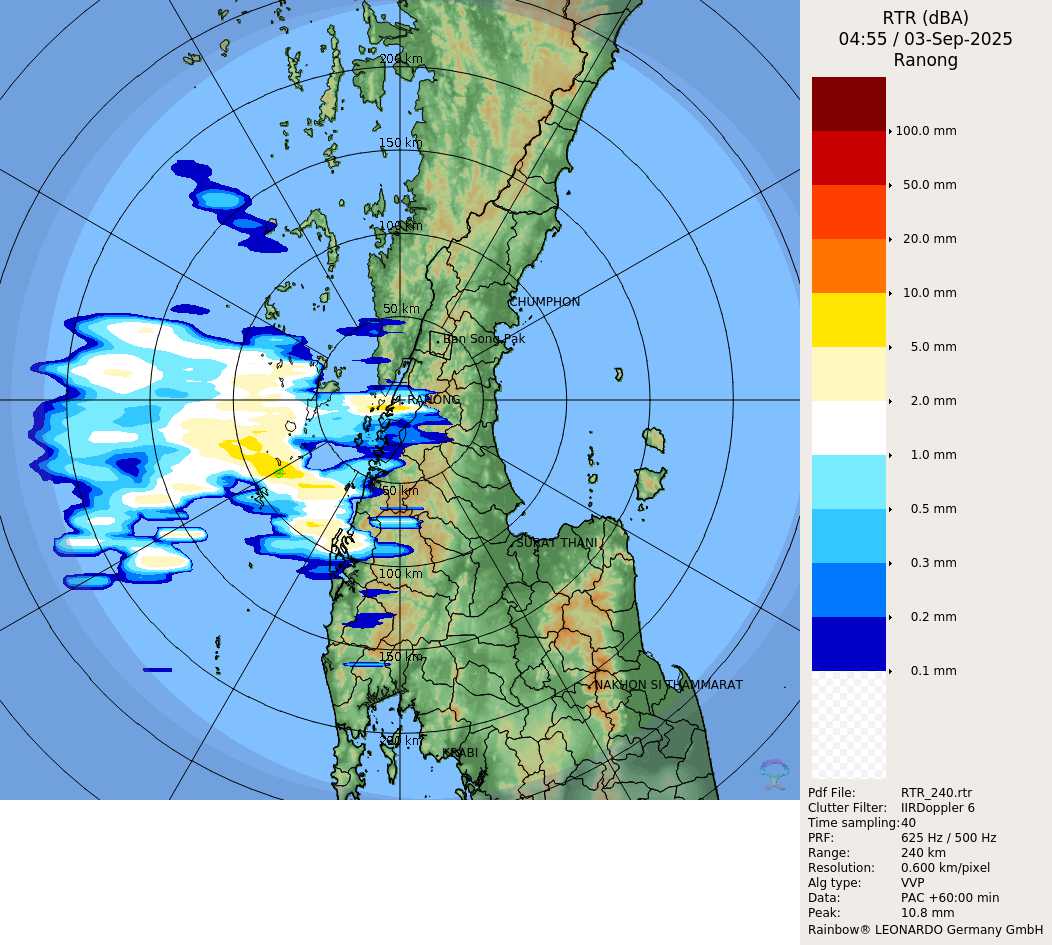 RTR (dBA)
04:55 / 03-Sep-2025
Ranong
200 km
150 km
100 km
50 km
CHUMPHON
Ban Song Pak
RANONG
50 km
SURAT THANI
100 km
150 km
NAKHON SI THAMMARAT
200 km
KRABI
100.0 mm
50.0 mm
20.0 mm
10.0 mm
5.0 mm
2.0 mm
1.0 mm
0.5 mm
0.3 mm
0.2 mm
0.1 mm
Pdf File: RTR_240.rtr
Clutter Filter: IIRDoppler 6
Time sampling: 40
PRF: 625 Hz / 500 Hz
Range: 240 km
Resolution: 0.600 km/pixel
Alg type: VVP
Data: PAC +60:00 min
Peak: 10.8 mm
Rainbow® LEONARDO Germany GmbH